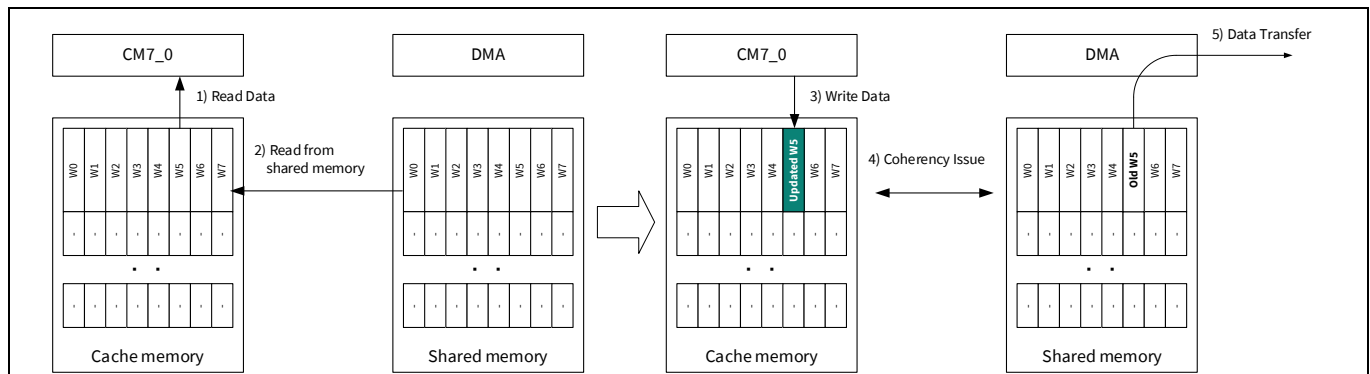 CM7_0
DMA
CM7_0
DMA
5) Data Transfer
1) Read Data
3) Write Data
W0 W1 W2 W3 W4 W5 W6 W7
2) Read from
shared memory
W0 W1 W2 W3 W4 W5 W6 W7
W0 W1 W2 W3 W4 Updated W5 W6 W7
4) Coherency Issue
W0 W1 W2 W3 W4 Old W5 W6 W7
- - - - - - - -
- - - - - - - -
- - - - - - - -
- - - - - - - -
. .
. .
. .
. .
- - - - - - - -
- - - - - - - -
- - - - - - - -
- - - - - - - -
Cache memory
Shared memory
Cache memory
Shared memory